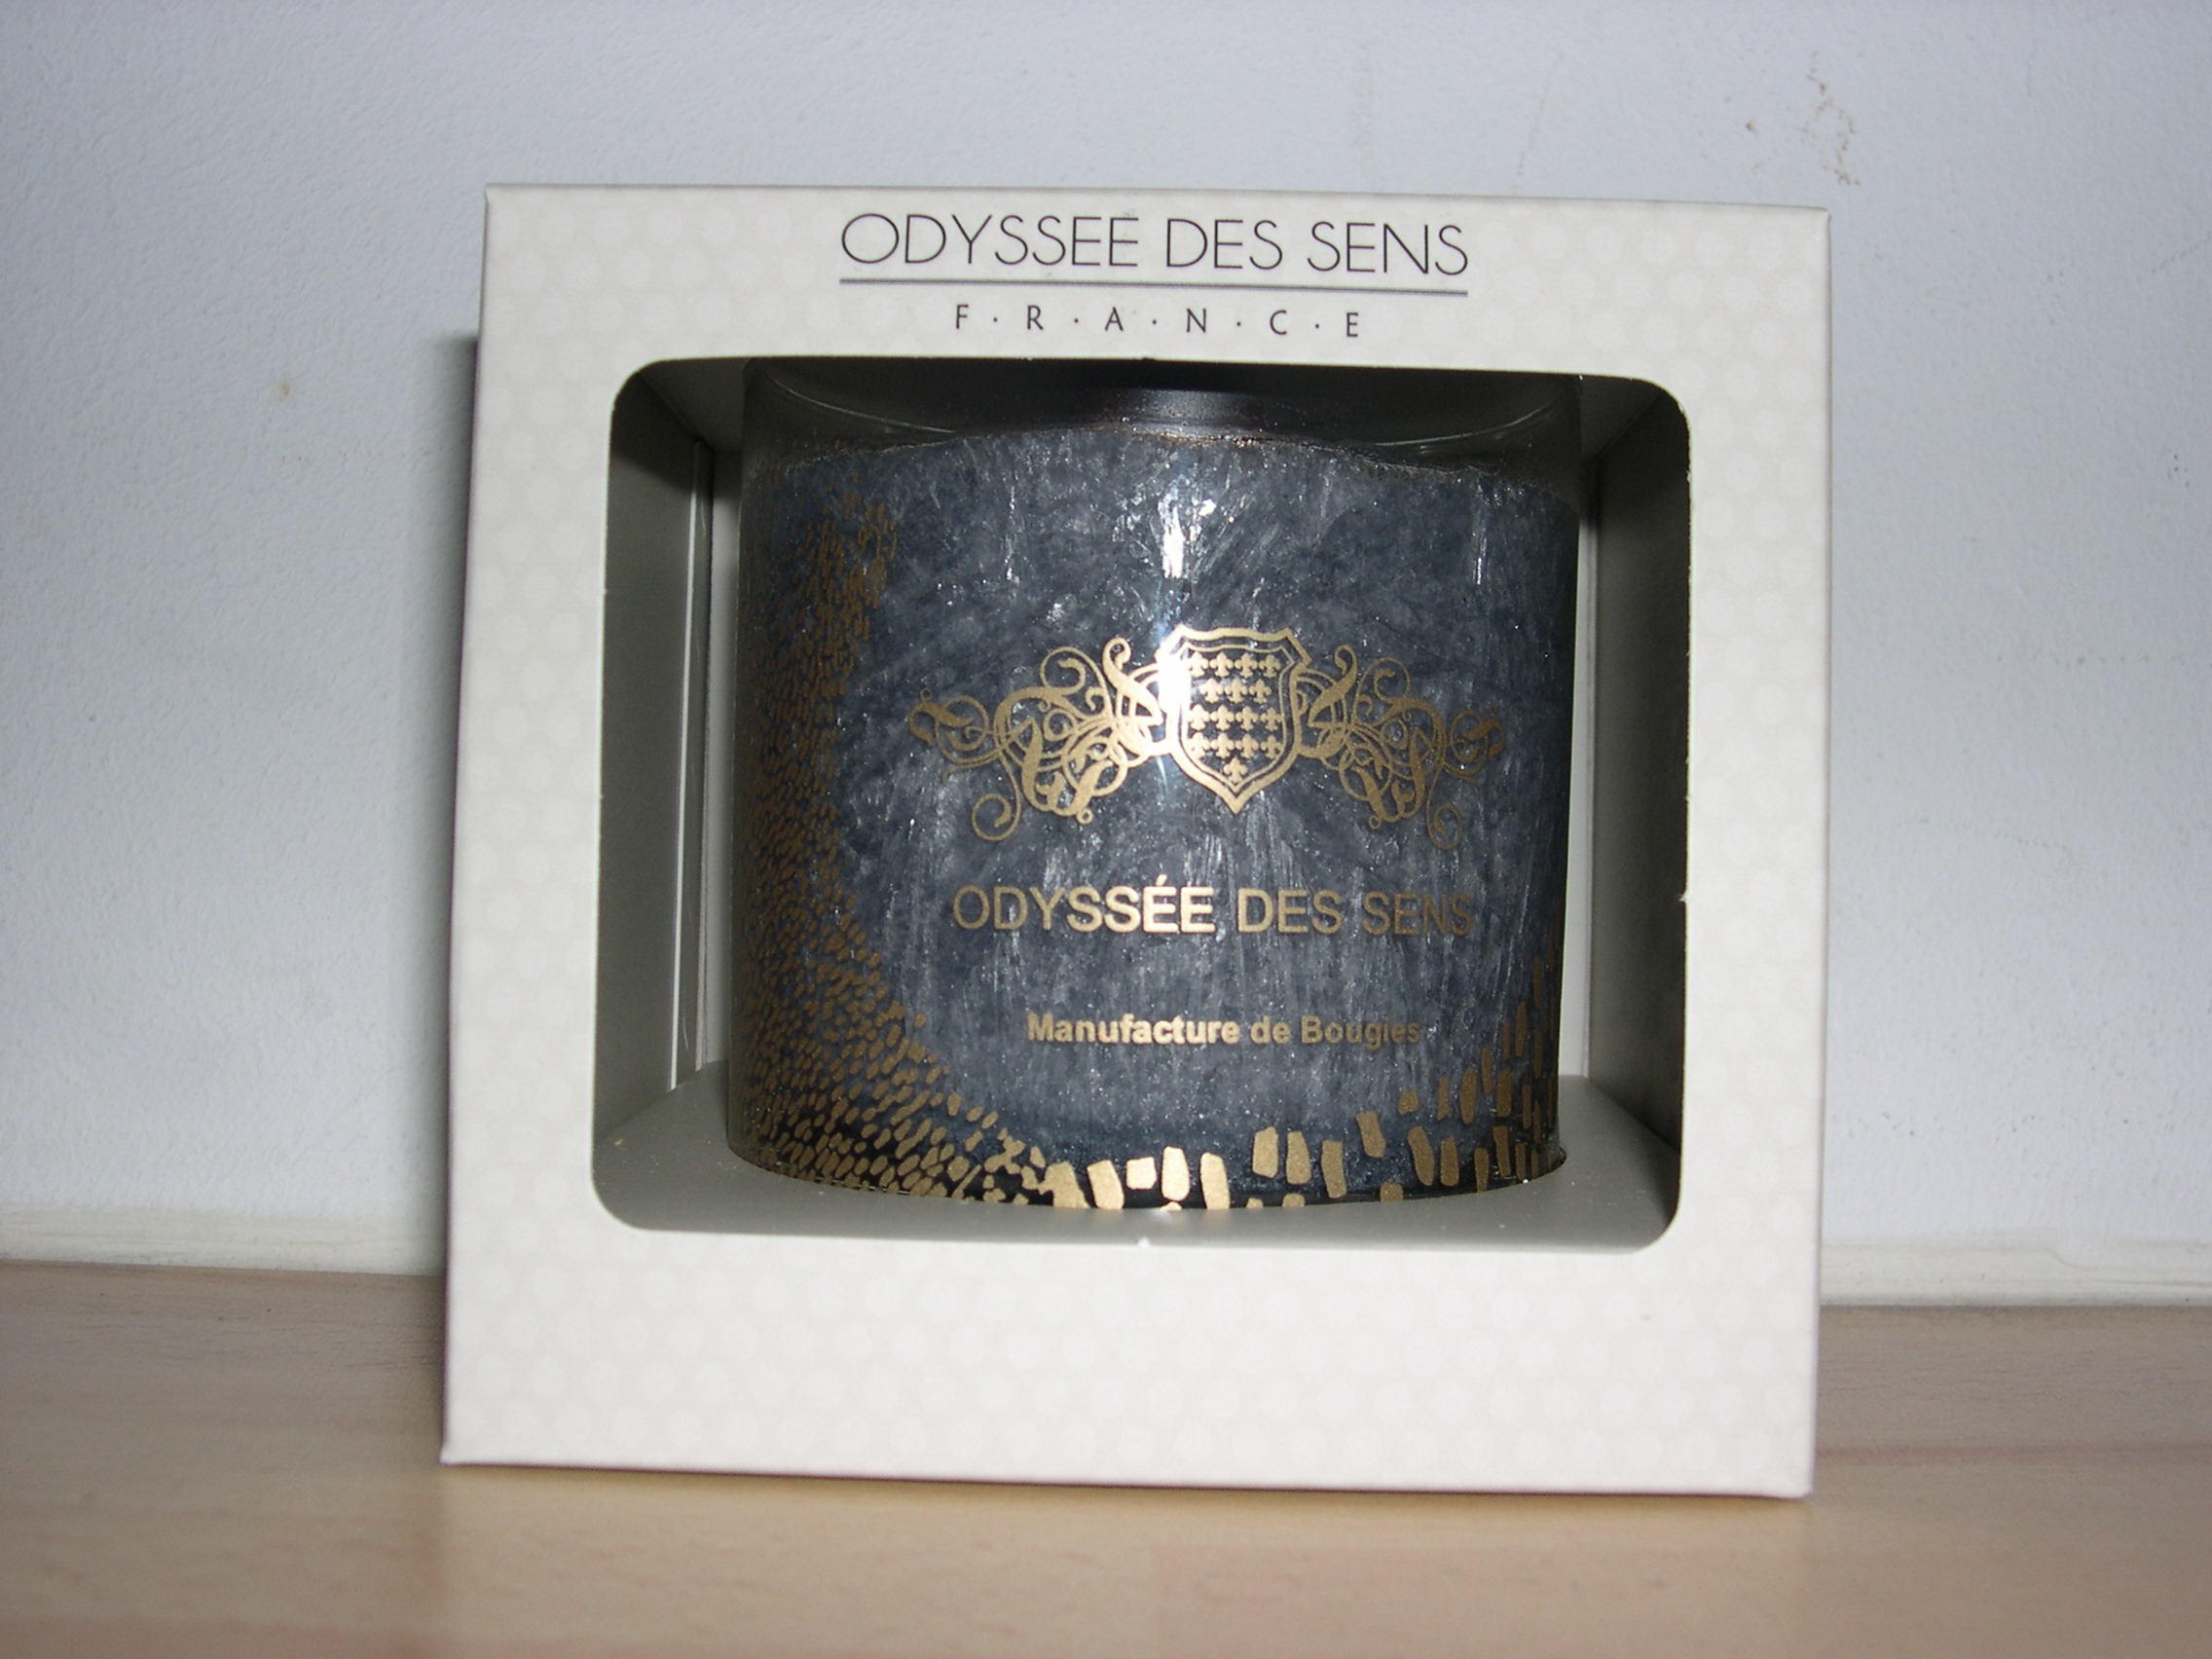 ODYSSEE DES SENS
F·R·A·N·C·E
ODYSSÉE DES SENS
Manufacture de Bougies